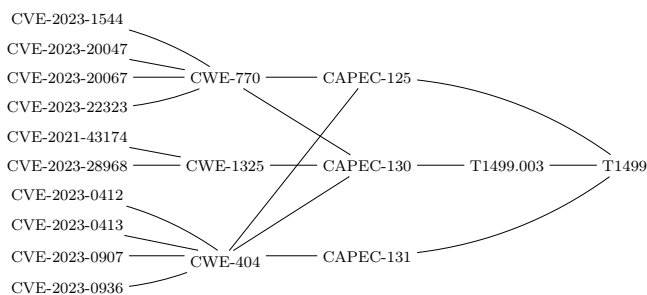 CVE-2023-1544
CVE-2023-20047
CVE-2023-20067 CWE-770 CAPEC-125
CVE-2023-22323
CVE-2021-43174
CVE-2023-28968 CWE-1325 CAPEC-130 T1499.003 T1499
CVE-2023-0412
CVE-2023-0413
CVE-2023-0907 CWE-404 CAPEC-131
CVE-2023-0936